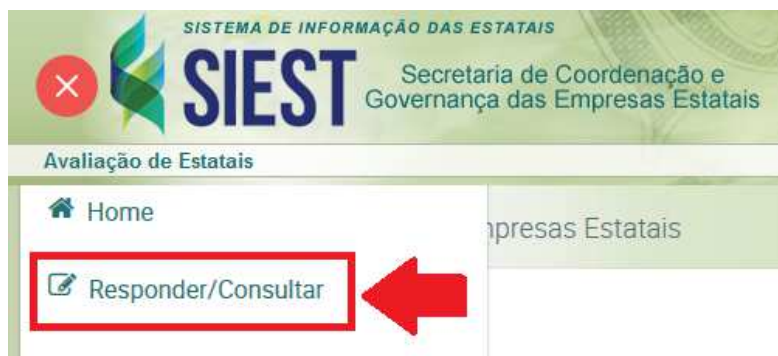 SISTEMA DE INFORMAÇÃO DAS ESTATAIS
SIEST
Secretaria de Coordenação e
Governança das Empresas Estatais
Avaliação de Estatais
Home
Estatais
Responder/Consultar